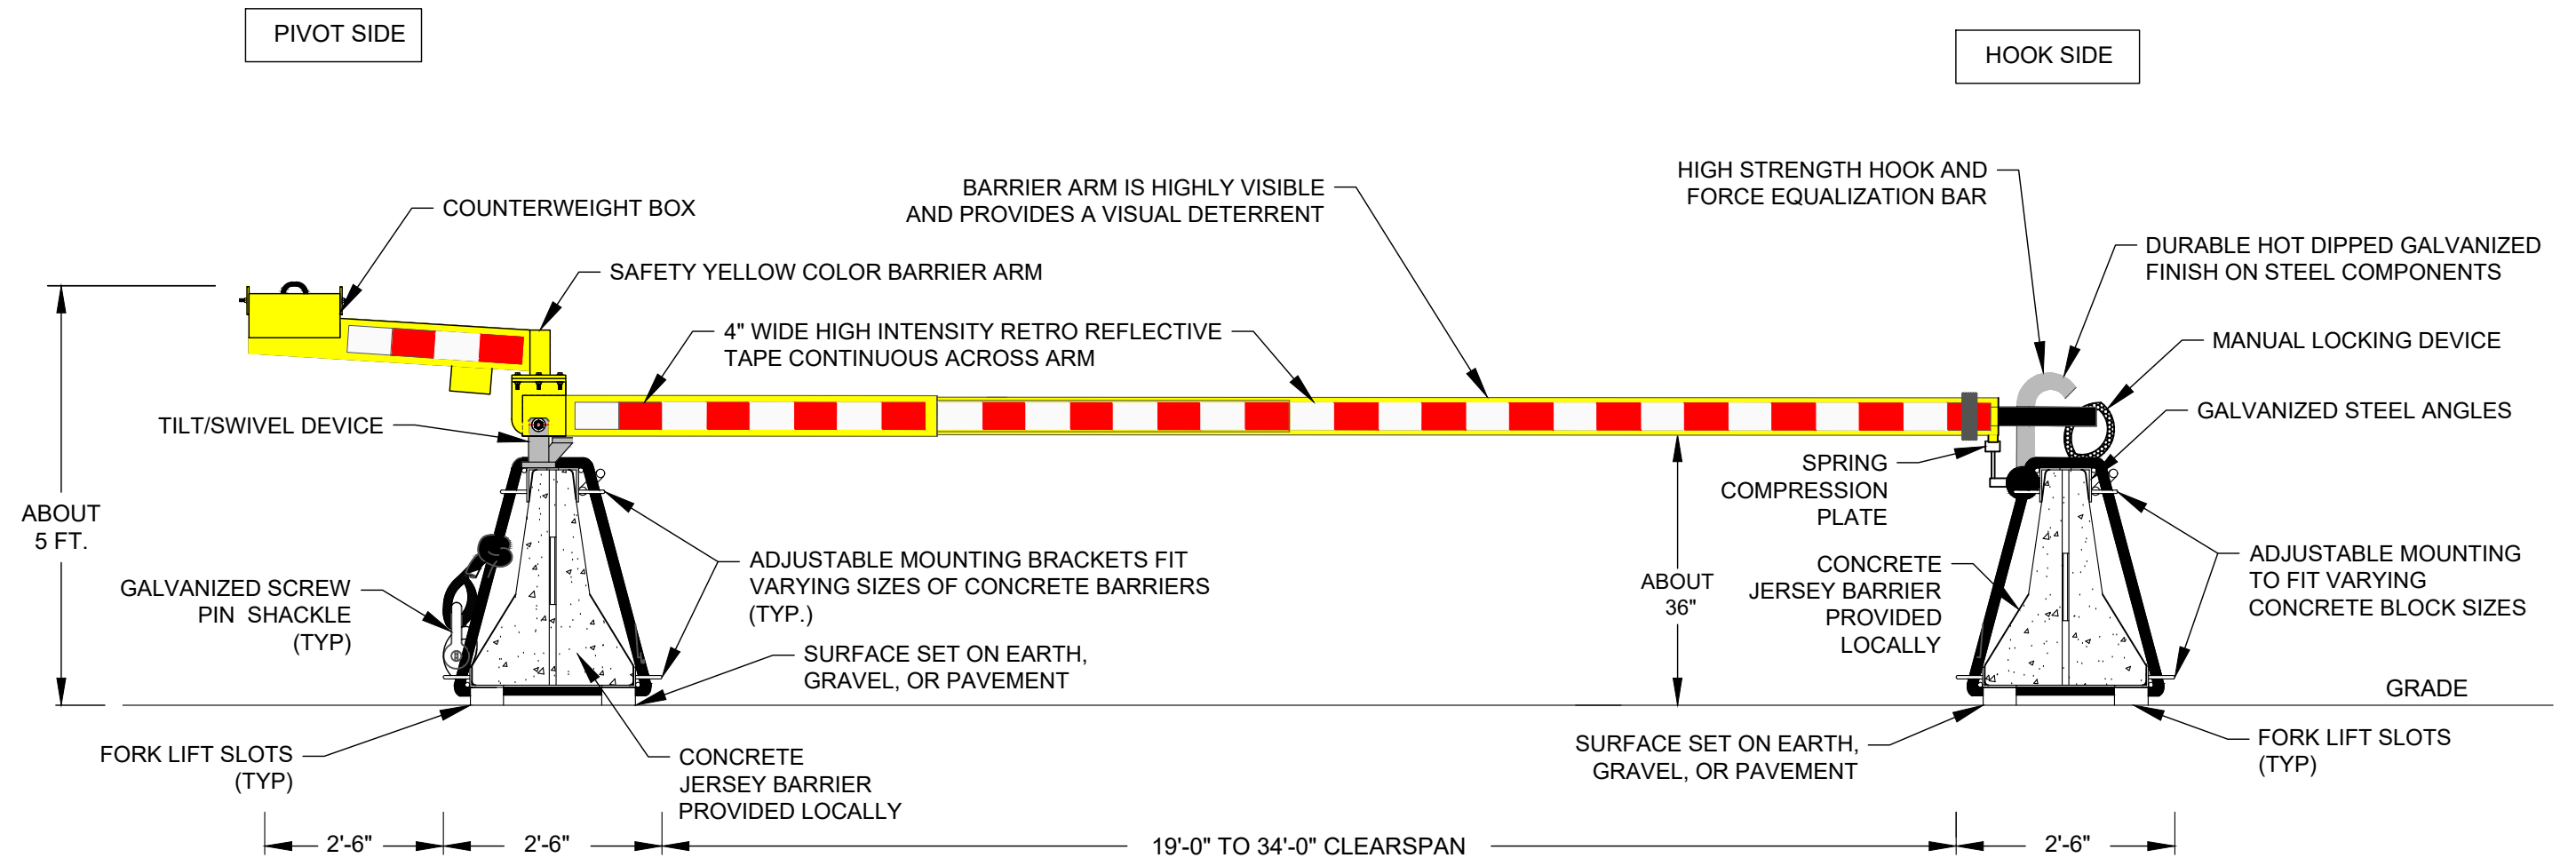 PIVOT SIDE
HOOK SIDE
COUNTERWEIGHT BOX
SAFETY YELLOW COLOR BARRIER ARM
BARRIER ARM IS HIGHLY VISIBLE
AND PROVIDES A VISUAL DETERRENT
HIGH STRENGTH HOOK AND
FORCE EQUALIZATION BAR
DURABLE HOT DIPPED GALVANIZED
FINISH ON STEEL COMPONENTS
4" WIDE HIGH INTENSITY RETRO REFLECTIVE
TAPE CONTINUOUS ACROSS ARM
MANUAL LOCKING DEVICE
TILT/SWIVEL DEVICE
GALVANIZED STEEL ANGLES
SPRING
COMPRESSION
PLATE
ABOUT
5 FT.
GALVANIZED SCREW
PIN SHACKLE
(TYP)
ADJUSTABLE MOUNTING BRACKETS FIT
VARYING SIZES OF CONCRETE BARRIERS
(TYP.)
ABOUT
36"
CONCRETE
JERSEY BARRIER
PROVIDED
LOCALLY
ADJUSTABLE MOUNTING
TO FIT VARYING
CONCRETE BLOCK SIZES
SURFACE SET ON EARTH,
GRAVEL, OR PAVEMENT
GRADE
FORK LIFT SLOTS
(TYP)
CONCRETE
JERSEY BARRIER
PROVIDED LOCALLY
SURFACE SET ON EARTH,
GRAVEL, OR PAVEMENT
FORK LIFT SLOTS
(TYP)
2'-6"
2'-6"
19'-0" TO 34'-0" CLEARSPAN
2'-6"